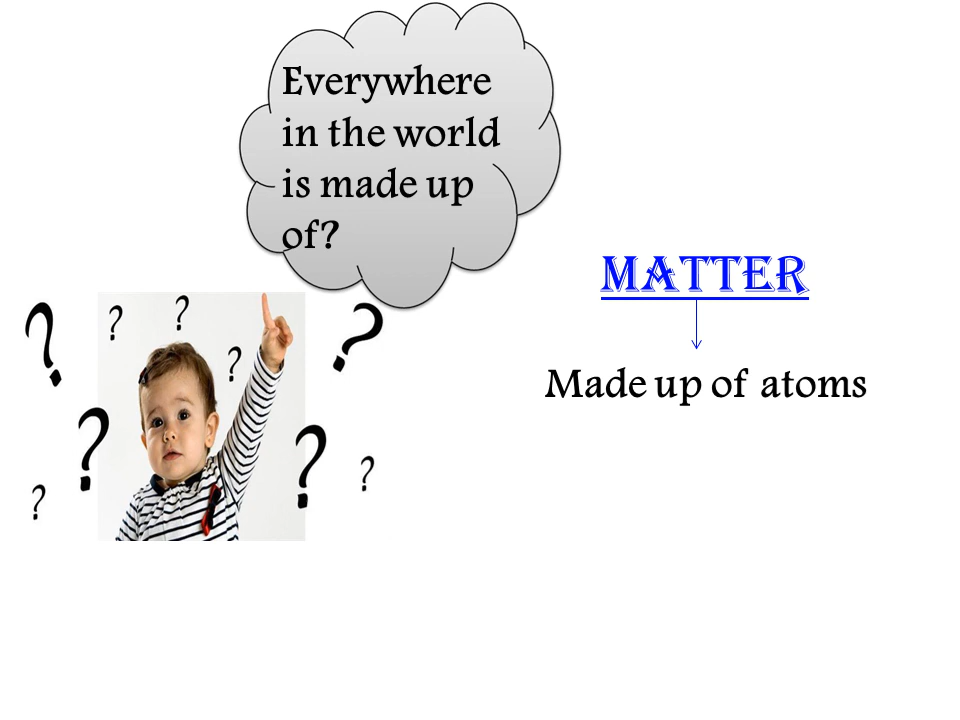 Everywhere
in the world
is made up
of?
MATTER
Made up of atoms
? ? ? ?
?
? ?
? ?